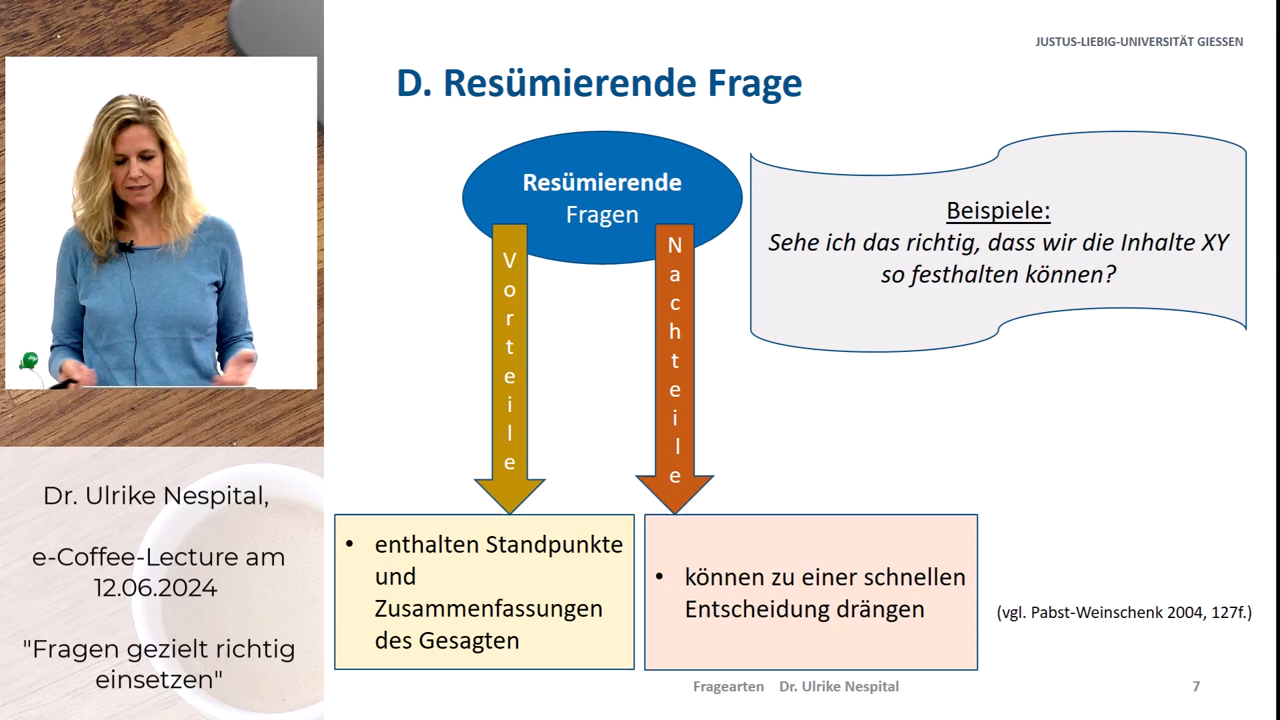 JUSTUS-LIEBIG-UNIVERSITÄT GIESSEN
D. Resümierende Frage
Resümierende
Fragen
Vorteile
Nachteile
Beispiele:
Sehe ich das richtig, dass wir die Inhalte XY
so festhalten können?
• enthalten Standpunkte
und
Zusammenfassungen
des Gesagten
• können zu einer schnellen
Entscheidung drängen
(vgl. Pabst-Weinschenk 2004, 127f.)
Fragearten Dr. Ulrike Nespital
7
Dr. Ulrike Nespital,
e-Coffee-Lecture am
12.06.2024
"Fragen gezielt richtig
einsetzen"